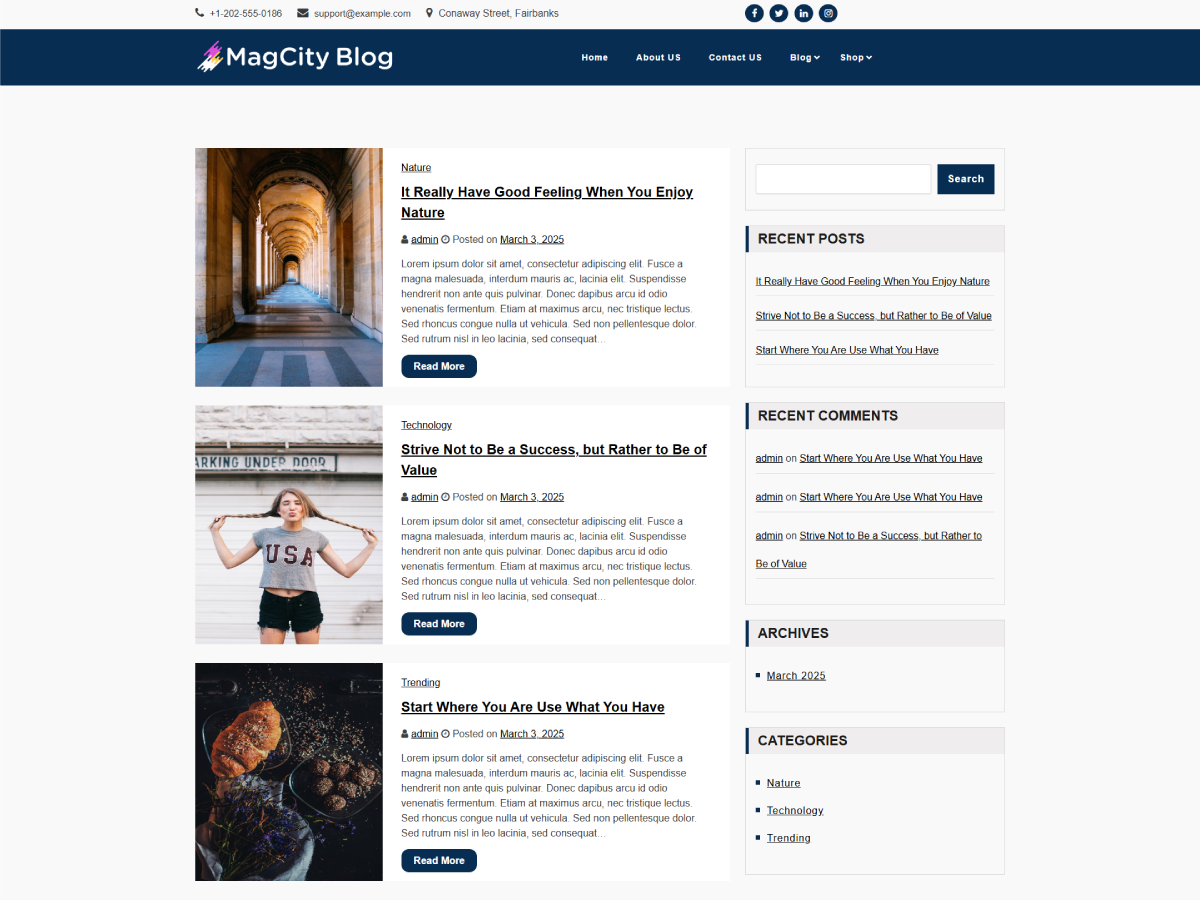 +1-202-555-0186 support@example.com Conaway Street, Fairbanks
MagCity Blog
Home About US Contact US Blog Shop
Nature
It Really Have Good Feeling When You Enjoy
Nature
admin Posted on March 3, 2025
Lorem ipsum dolor sit amet, consectetur adipiscing elit. Fusce a
magna malesuada, interdum mauris ac, lacinia elit. Suspendisse
hendrerit non ante quis pulvinar. Donec dapibus arcu id odio
venenatis fermentum. Etiam at maximus arcu, nec tristique lectus.
Sed rhoncus congue nulla ut vehicula. Sed non pellentesque dolor.
Sed rutrum nisl in leo lacinia, sed consequat...
Read More
ARKING UNDER DOOR
USA
Technology
Strive Not to Be a Success, but Rather to Be of
Value
admin Posted on March 3, 2025
Lorem ipsum dolor sit amet, consectetur adipiscing elit. Fusce a
magna malesuada, interdum mauris ac, lacinia elit. Suspendisse
hendrerit non ante quis pulvinar. Donec dapibus arcu id odio
venenatis fermentum. Etiam at maximus arcu, nec tristique lectus.
Sed rhoncus congue nulla ut vehicula. Sed non pellentesque dolor.
Sed rutrum nisl in leo lacinia, sed consequat...
Read More
Trending
Start Where You Are Use What You Have
admin Posted on March 3, 2025
Lorem ipsum dolor sit amet, consectetur adipiscing elit. Fusce a
magna malesuada, interdum mauris ac, lacinia elit. Suspendisse
hendrerit non ante quis pulvinar. Donec dapibus arcu id odio
venenatis fermentum. Etiam at maximus arcu, nec tristique lectus.
Sed rhoncus congue nulla ut vehicula. Sed non pellentesque dolor.
Sed rutrum nisl in leo lacinia, sed consequat...
Read More
Search
RECENT POSTS
It Really Have Good Feeling When You Enjoy Nature
Strive Not to Be a Success, but Rather to Be of Value
Start Where You Are Use What You Have
RECENT COMMENTS
admin on Start Where You Are Use What You Have
admin on Start Where You Are Use What You Have
admin on Strive Not to Be a Success, but Rather to
Be of Value
ARCHIVES
March 2025
CATEGORIES
Nature
Technology
Trending